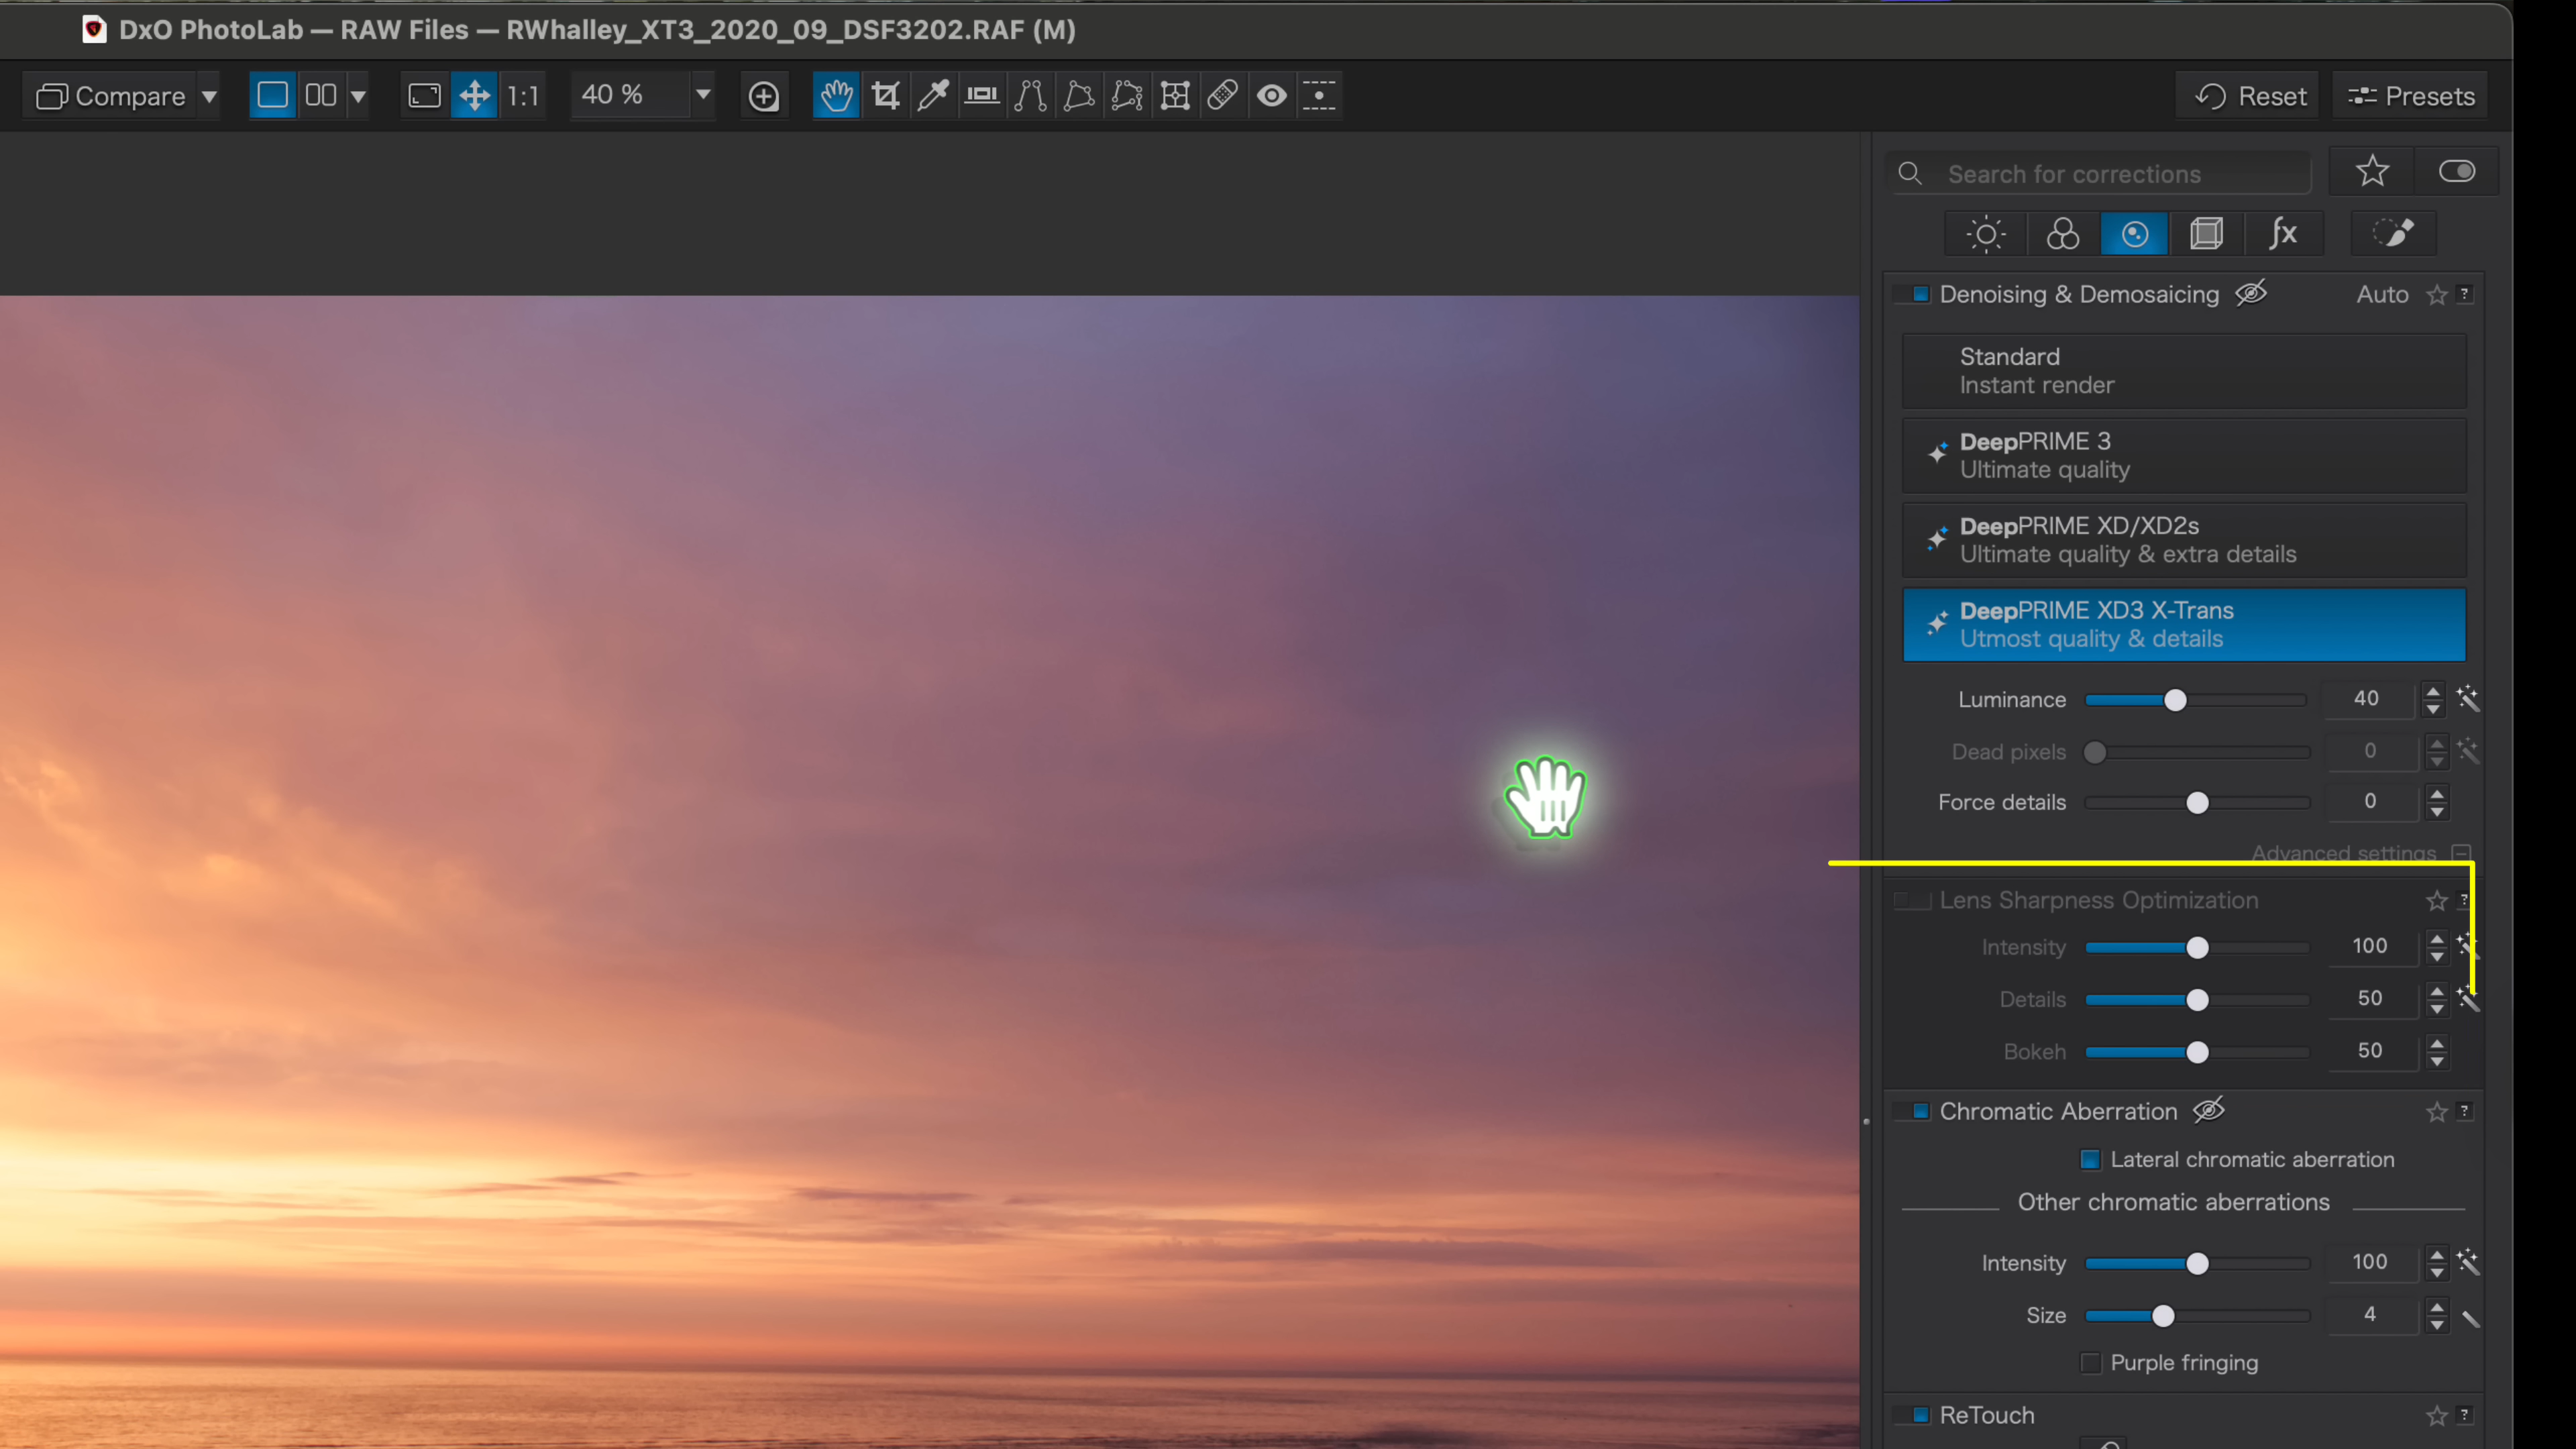 DxO PhotoLab — RAW Files — RWhalley_XT3_2020_09_DSF3202.RAF (M)
Compare
1:1
40 %
Reset
Presets
Search for corrections
fx
Denoising & Demosaicing
Auto
?
Standard
Instant render
DeepPRIME 3
Ultimate quality
DeepPRIME XD/XD2s
Ultimate quality & extra details
DeepPRIME XD3 X-Trans
Utmost quality & details
Luminance 40
Dead pixels 0
Force details 0
Advanced settings
Lens Sharpness Optimization ?
Intensity 100
Details 50
Bokeh 50
Chromatic Aberration ?
Lateral chromatic aberration
Other chromatic aberrations
Intensity 100
Size 4
Purple fringing
ReTouch ?